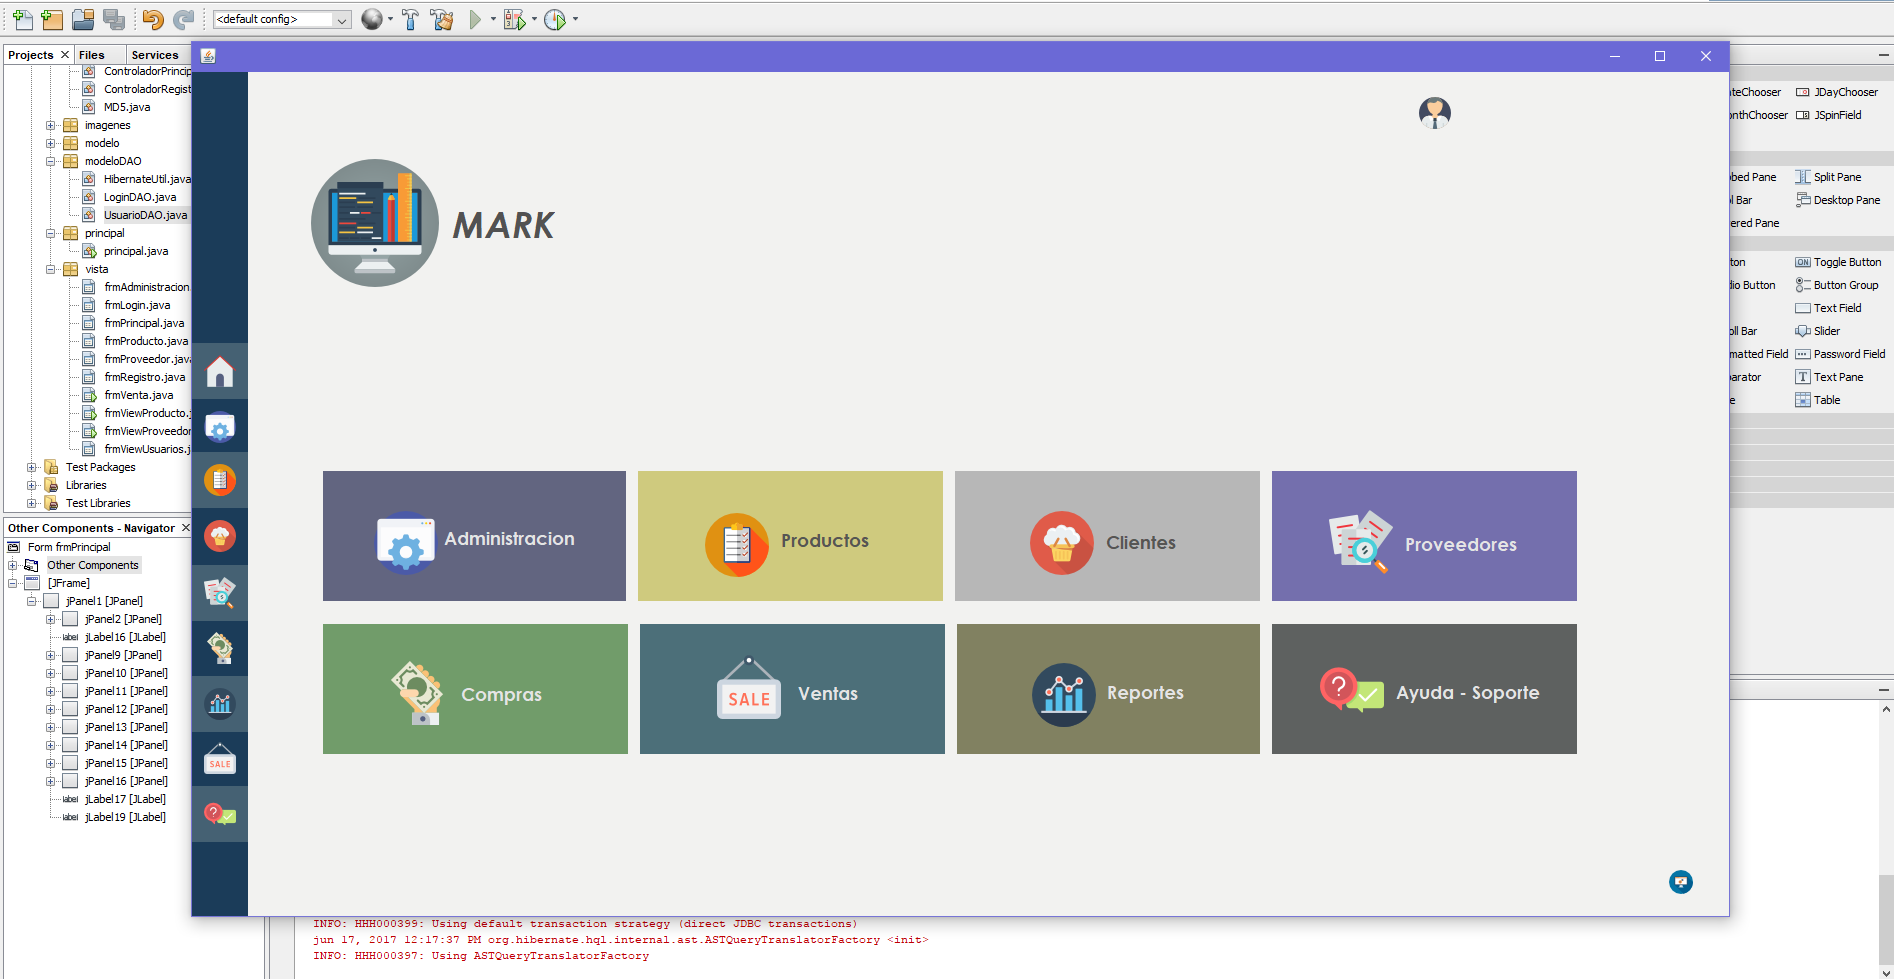 <default config>
Projects
Files
Services
ControladorPrincip
ControladorRegist
MD5.java
imagenes
modelo
modeloDAO
HibernateUtil.java
LoginDAO.java
UsuarioDAO.java
principal
principal.java
vista
frmAdministracion
frmLogin.java
frmPrincipal.java
frmProducto.java
frmProveedor.jav
frmRegistro.java
frmVenta.java
frmViewProducto.j
frmViewProveedor
frmViewUsuarios.j
Test Packages
Libraries
Test Libraries
Other Components - Navigator
Form frmPrincipal
Other Components
[JFrame]
jPanel1 [JPanel]
jPanel2 [JPanel]
label jLabel16 [JLabel]
jPanel9 [JPanel]
jPanel10 [JPanel]
jPanel11 [JPanel]
jPanel12 [JPanel]
jPanel13 [JPanel]
jPanel14 [JPanel]
jPanel15 [JPanel]
jPanel16 [JPanel]
label jLabel17 [JLabel]
label jLabel19 [JLabel]
SALE
MARK
Administracion
Productos
Clientes
Proveedores
Compras
SALE
Ventas
Reportes
Ayuda - Soporte
teChooser JDayChooser
onthChooser JSpinField
bed Pane Split Pane
l Bar Desktop Pane
ered Pane
ton ON Toggle Button
dio Button Button Group
Text Field
oll Bar Slider
matted Field Password Field
parator Text Pane
e Table
INFO: HHH000399: Using default transaction strategy (direct JDBC transactions)
jun 17, 2017 12:17:37 PM org.hibernate.hql.internal.ast.ASTQueryTranslatorFactory <init>
INFO: HHH000397: Using ASTQueryTranslatorFactory